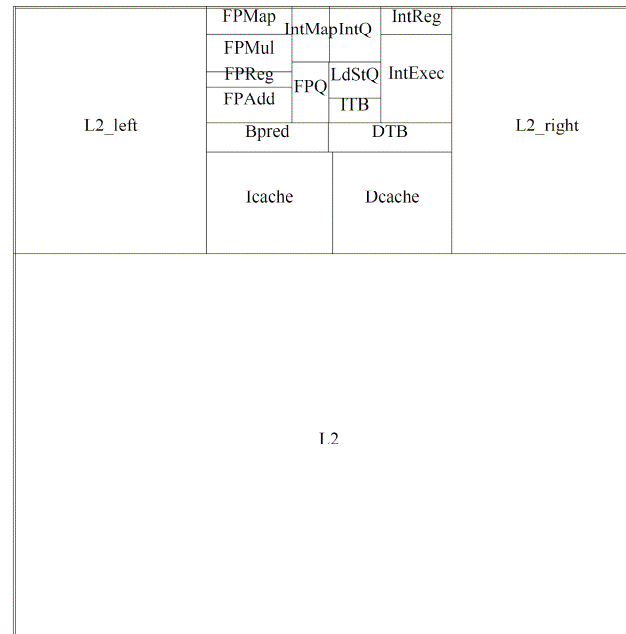 FPMap
IntMap
IntQ
IntReg
FPMul
FPReg
FPAdd
FPQ
LdStQ
ITB
IntExec
L2_left
Bpred
DTB
L2_right
Icache
Dcache
L2